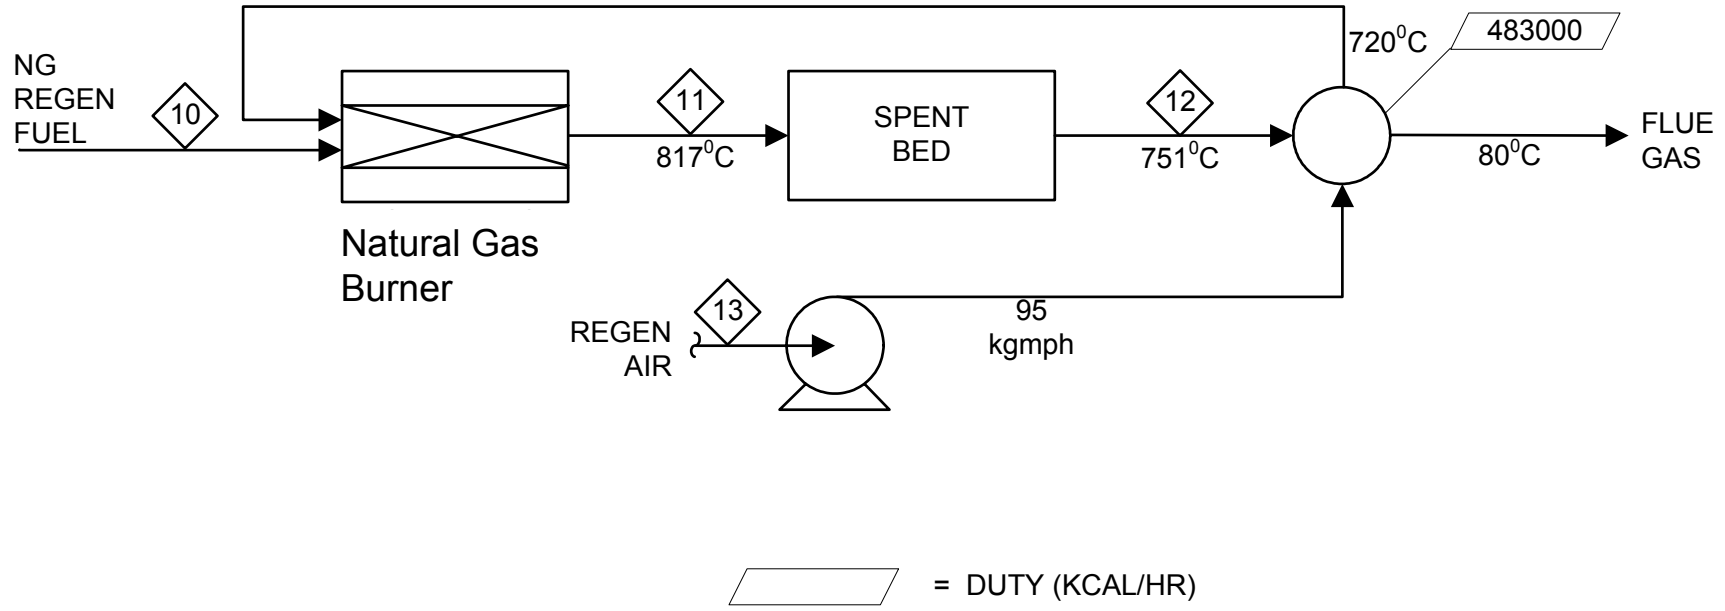 720⁰C
483000
NG
REGEN
FUEL
10
11
SPENT
BED
12
FLUE
GAS
817⁰C
751⁰C
80⁰C
Natural Gas
Burner
13
REGEN
AIR
95
kgmph
= DUTY (KCAL/HR)